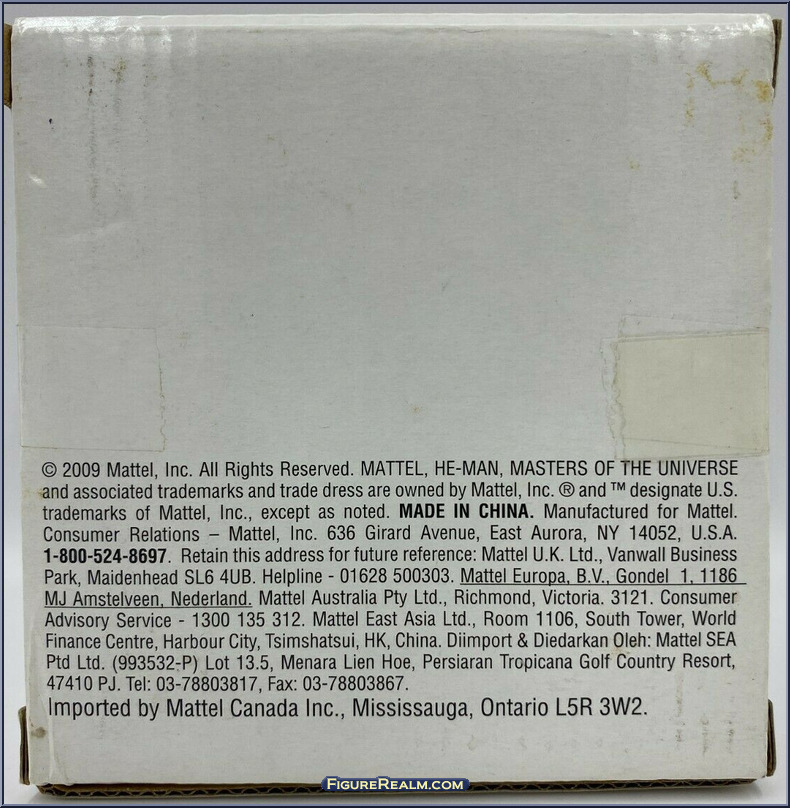 © 2009 Mattel, Inc. All Rights Reserved. MATTEL, HE-MAN, MASTERS OF THE UNIVERSE
and associated trademarks and trade dress are owned by Mattel, Inc. ® and ™ designate U.S.
trademarks of Mattel, Inc., except as noted. MADE IN CHINA. Manufactured for Mattel.
Consumer Relations – Mattel, Inc. 636 Girard Avenue, East Aurora, NY 14052, U.S.A.
1-800-524-8697. Retain this address for future reference: Mattel U.K. Ltd., Vanwall Business
Park, Maidenhead SL6 4UB. Helpline - 01628 500303. Mattel Europa, B.V., Gondel 1, 1186
MJ Amstelveen, Nederland. Mattel Australia Pty Ltd., Richmond, Victoria. 3121. Consumer
Advisory Service - 1300 135 312. Mattel East Asia Ltd., Room 1106, South Tower, World
Finance Centre, Harbour City, Tsimshatsui, HK, China. Diimport & Diedarkan Oleh: Mattel SEA
Ptd Ltd. (993532-P) Lot 13.5, Menara Lien Hoe, Persiaran Tropicana Golf Country Resort,
47410 PJ. Tel: 03-78803817, Fax: 03-78803867.
Imported by Mattel Canada Inc., Mississauga, Ontario L5R 3W2.
FIGUREREALM.COM